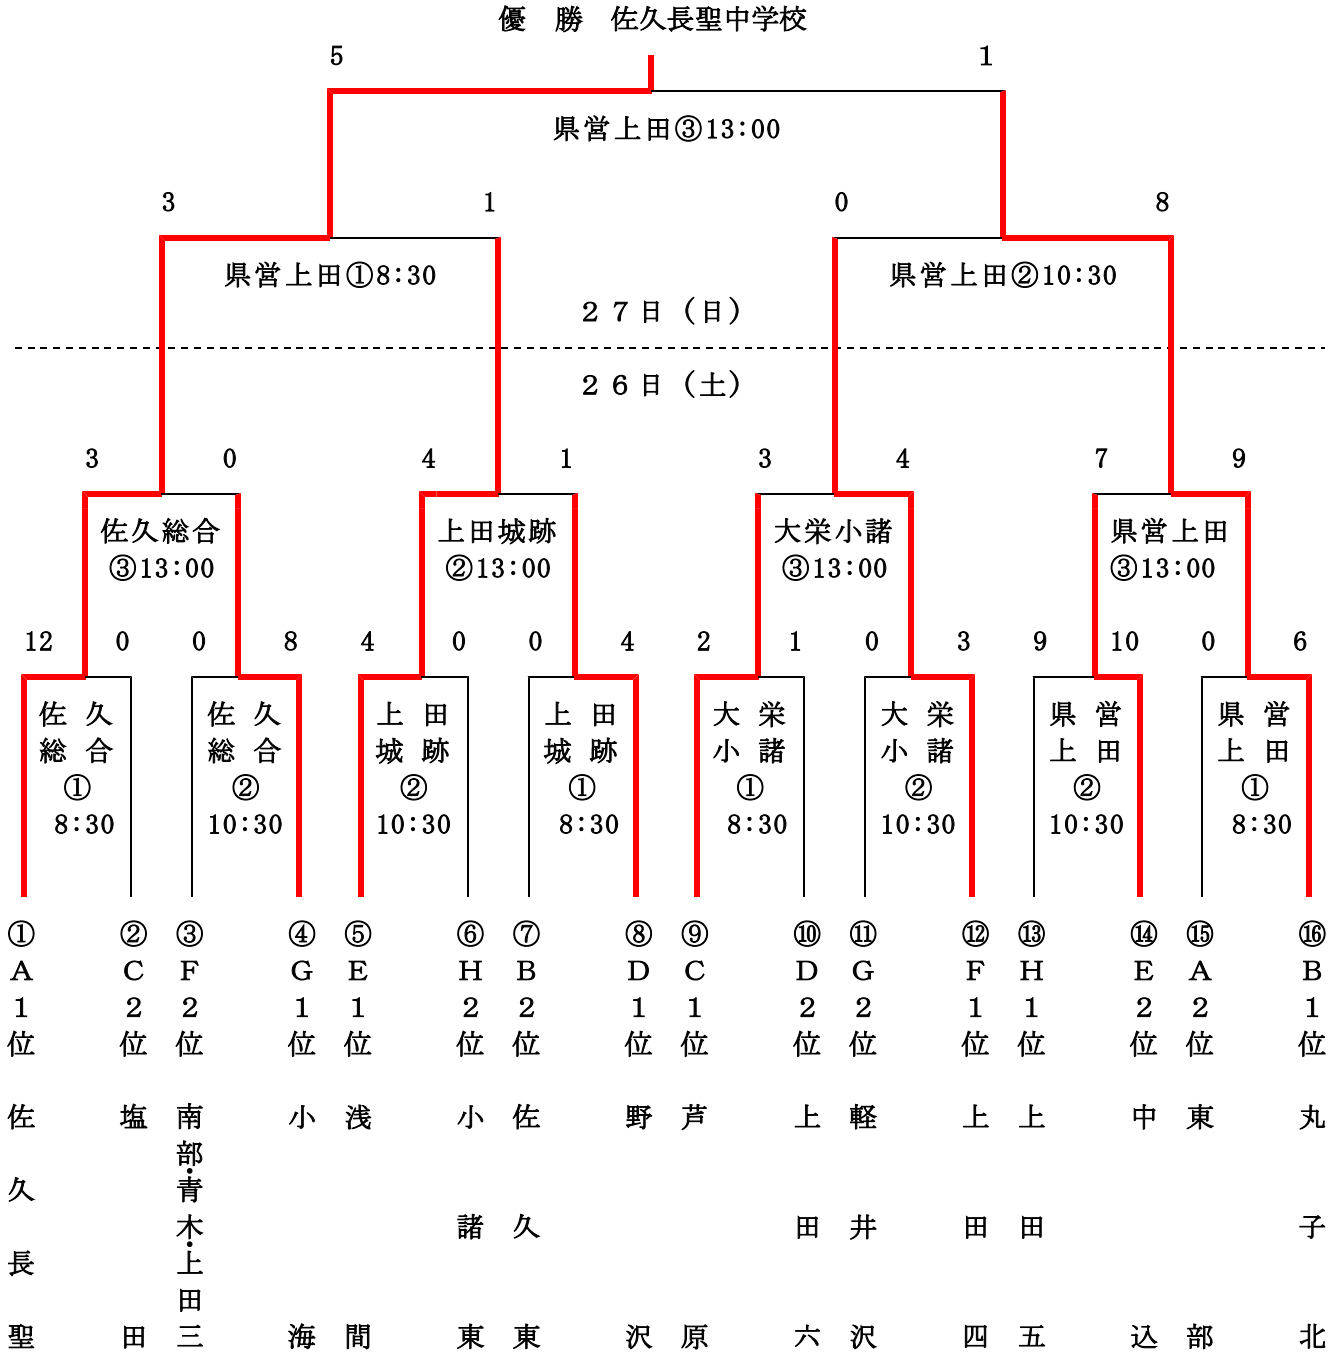 優　勝　佐久長聖中学校
5 1
県営上田③13:00
3 1 0 8
県営上田①8:30 県営上田②10:30
２７日（日）
２６日（土）
3 0 4 1 3 4 7 9
佐久総合 上田城跡 大栄小諸 県営上田
③13:00 ②13:00 ③13:00 ③13:00
12 0 0 8 4 0 0 4 2 1 0 3 9 10 0 6
佐久 佐久 上田 上田 大栄 大栄 県営 県営
総合 総合 城跡 城跡 小諸 小諸 上田 上田
① ② ② ① ① ② ② ①
8:30 10:30 10:30 8:30 8:30 10:30 10:30 8:30
①A１位 佐久長聖
②C２位 塩田
③F２位 南部・青木・上田三
④G１位 小海
⑤E１位 浅間
⑥H２位 小諸東
⑦B２位 佐久東
⑧D１位 野沢
⑨C１位 芦原
⑩D２位 上田六
⑪G２位 軽井沢
⑫F１位 上田四
⑬H１位 上田五
⑭E２位 中込
⑮A２位 東部
⑯B１位 丸子北